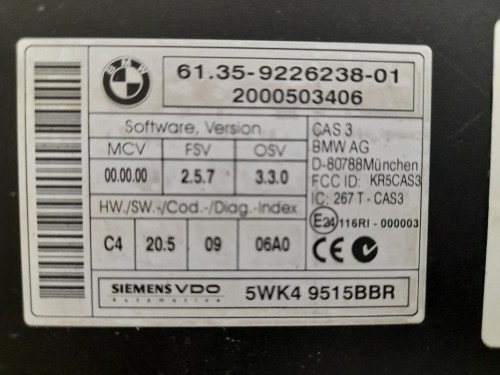 BMW
61.35-9226238-01
2000503406
Software, Version
MCV FSV OSV
00.00.00 2.5.7 3.3.0
HW./SW.-/Cod.-/Diag.-Index
C4 20.5 09 06A0
CAS 3
BMW AG
D-80788München
FCC ID: KR5CAS3
IC: 267 T - CAS3
E24 116RI - 000003
CE
SIEMENS VDO
Automotive
5WK4 9515BBR